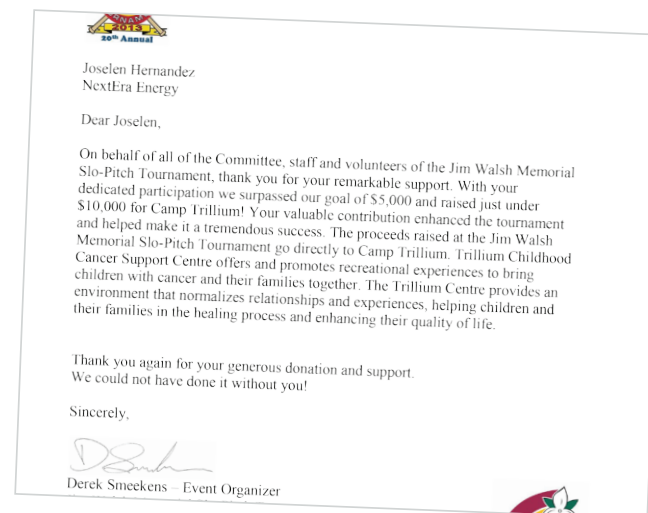 2013
20th Annual
Joselen Hernandez
NextEra Energy
Dear Joselen,
On behalf of all of the Committee, staff and volunteers of the Jim Walsh Memorial
Slo-Pitch Tournament, thank you for your remarkable support. With your
dedicated participation we surpassed our goal of $5,000 and raised just under
$10,000 for Camp Trillium! Your valuable contribution enhanced the tournament
and helped make it a tremendous success. The proceeds raised at the Jim Walsh
Memorial Slo-Pitch Tournament go directly to Camp Trillium. Trillium Childhood
Cancer Support Centre offers and promotes recreational experiences to bring
children with cancer and their families together. The Trillium Centre provides an
environment that normalizes relationships and experiences, helping children and
their families in the healing process and enhancing their quality of life.
Thank you again for your generous donation and support.
We could not have done it without you!
Sincerely,
Derek Smeekens – Event Organizer